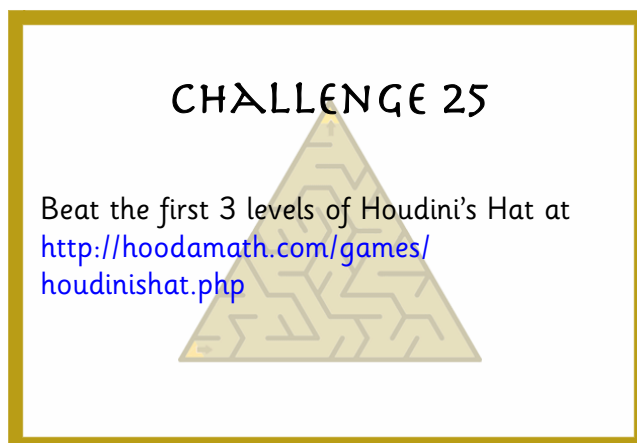 CHALLENGE 25
Beat the first 3 levels of Houdini's Hat at
http://hoodamath.com/games/
houdinishat.php